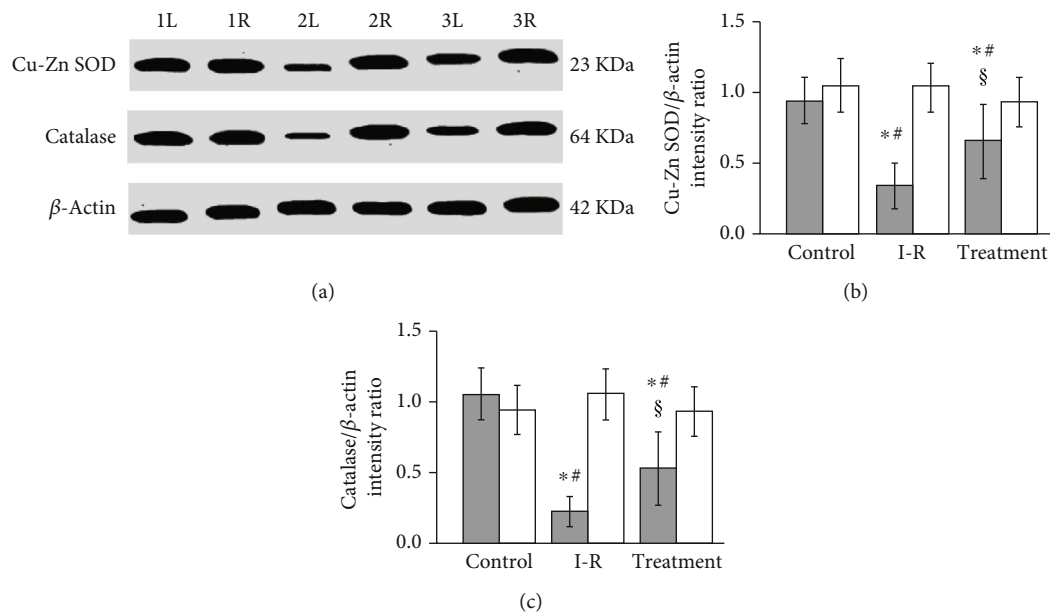 1L 1R 2L 2R 3L 3R
Cu-Zn SOD 23 KDa
Catalase 64 KDa
β-Actin 42 KDa
(a)
Cu-Zn SOD/β-actin
intensity ratio
1.5
1.0
0.5
0.0
*#
*#
§
Control I-R Treatment
(b)
Catalase/β-actin
intensity ratio
1.5
1.0
0.5
0.0
*#
*#
§
Control I-R Treatment
(c)